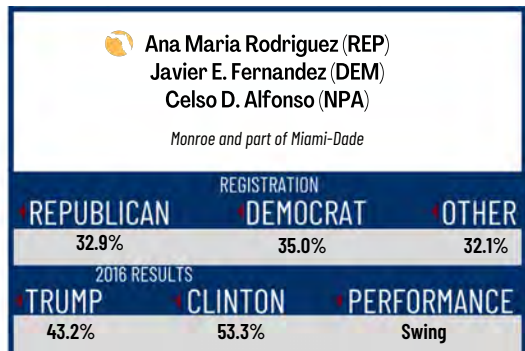 Ana Maria Rodriguez (REP)
Javier E. Fernandez (DEM)
Celso D. Alfonso (NPA)
Monroe and part of Miami-Dade
REGISTRATION
REPUBLICAN DEMOCRAT OTHER
32.9% 35.0% 32.1%
2016 RESULTS
TRUMP CLINTON PERFORMANCE
43.2% 53.3% Swing